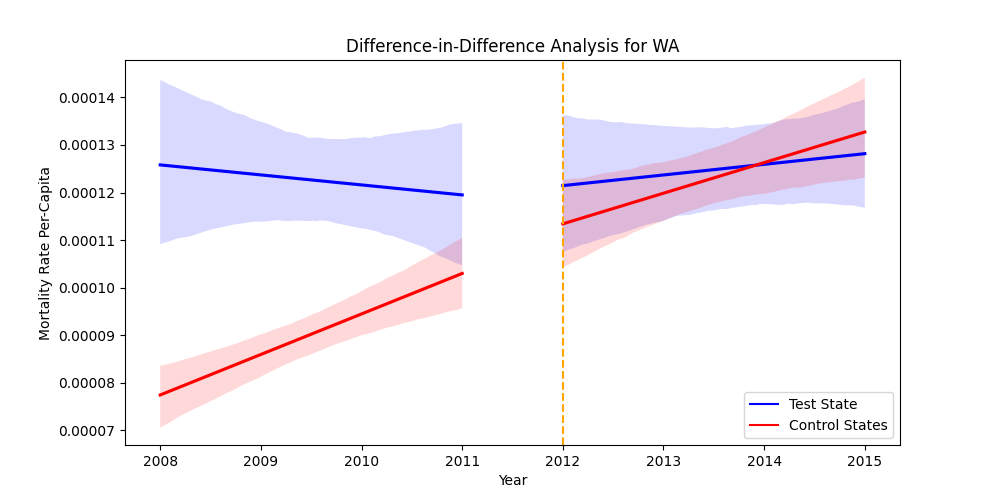 Difference-in-Difference Analysis for WA
Mortality Rate Per-Capita
0.00014
0.00013
0.00012
0.00011
0.00010
0.00009
0.00008
0.00007
2008 2009 2010 2011 2012 2013 2014 2015
Year
Test State
Control States